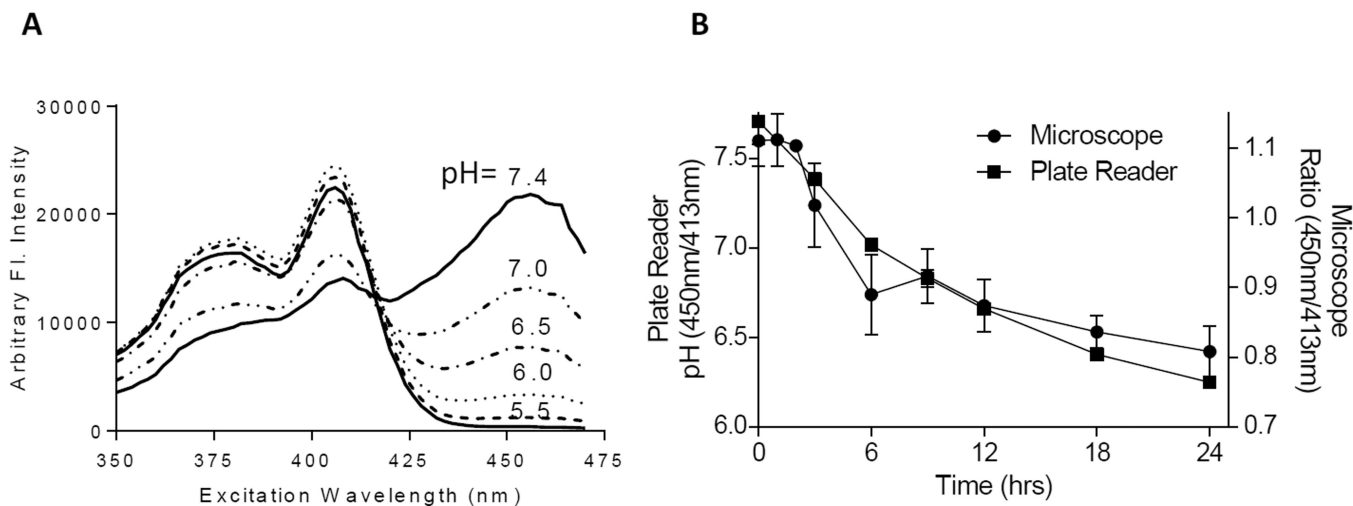 A
Arbitrary Fl. Intensity
30000
20000
10000
0
350
375
400
425
450
475
Excitation Wavelength (nm)
pH= 7.4
7.0
6.5
6.0
5.5
B
Plate Reader
pH (450nm/413nm)
7.5
7.0
6.5
6.0
0
6
12
18
24
Time (hrs)
Microscope
Plate Reader
1.1
1.0
0.9
0.8
0.7
Microscope
Ratio (450nm/413nm)